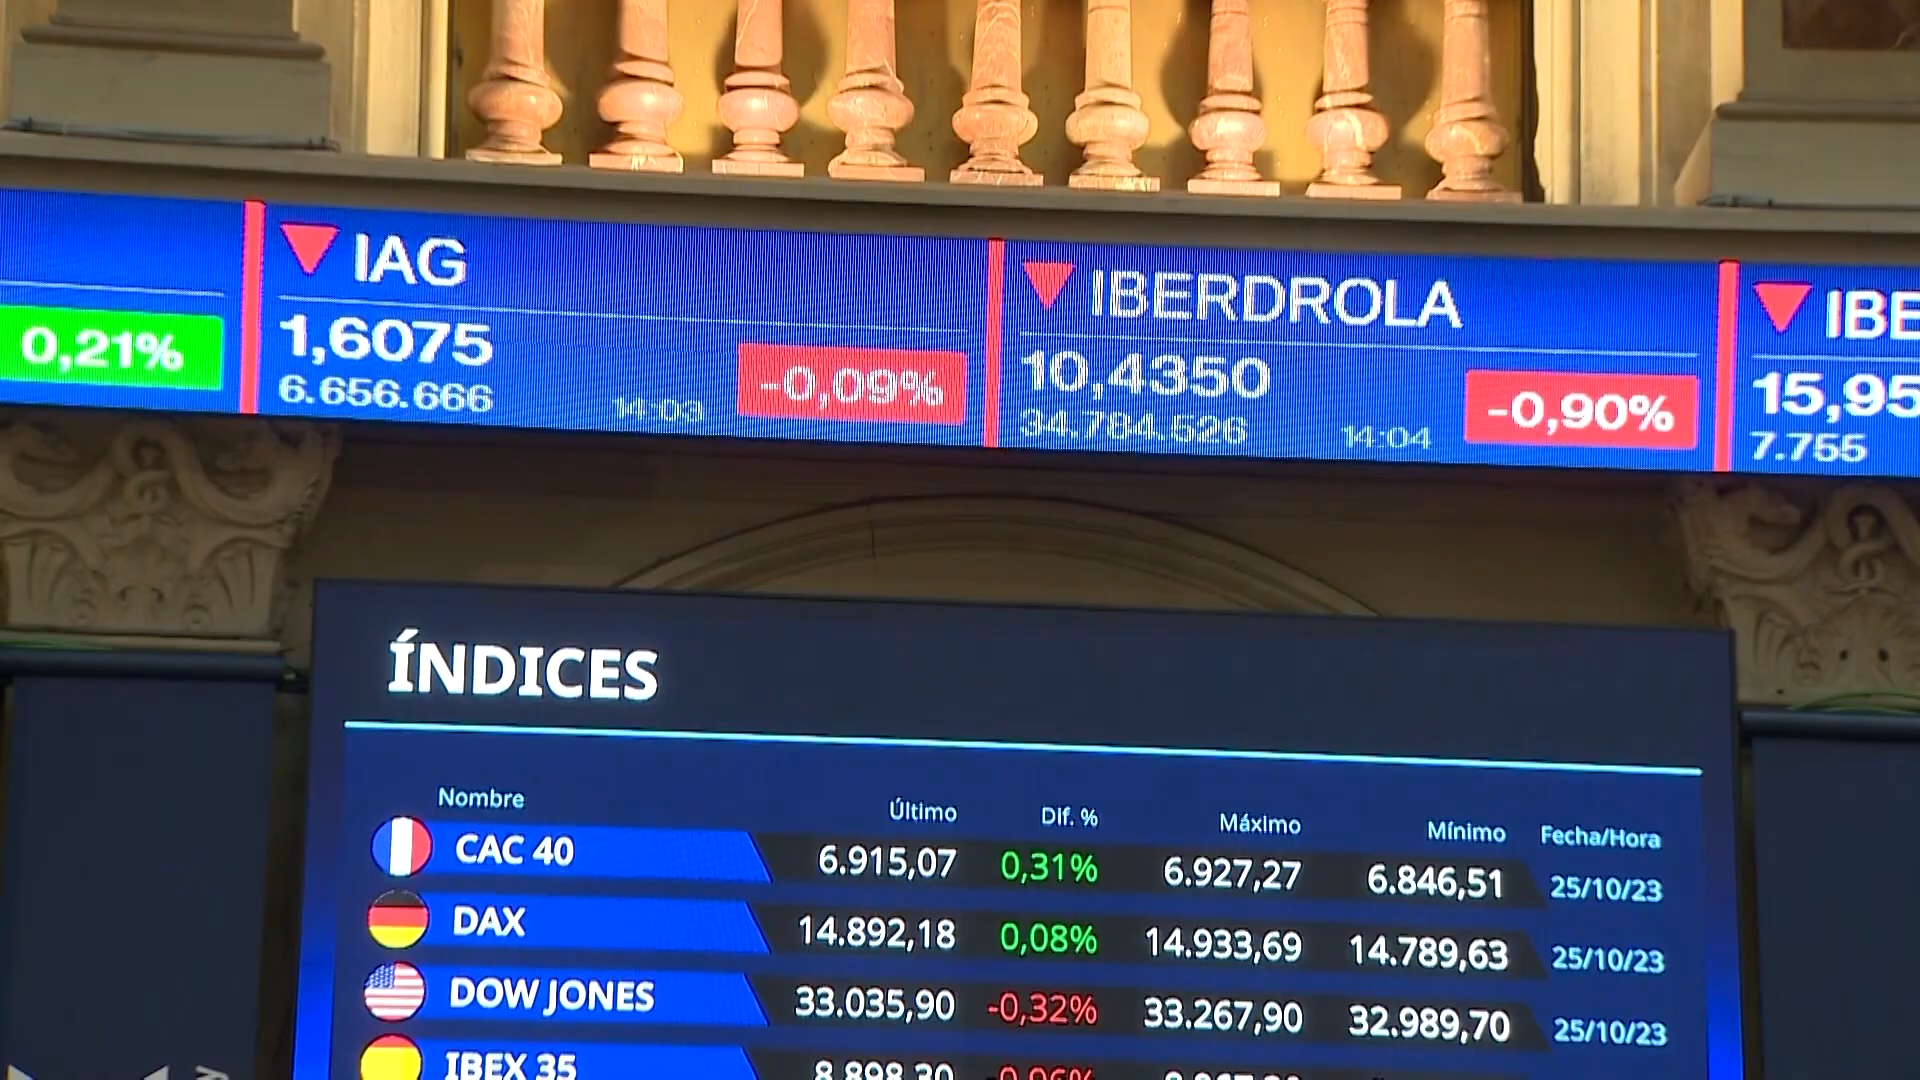 0,21%
IAG
1,6075
6.656.666 14:03 -0,09%
IBERDROLA
10,4350
34.784.526 14:04 -0,90%
IBE
15,95
7.755
ÍNDICES
Nombre Último Dif. % Máximo Mínimo Fecha/Hora
CAC 40 6.915,07 0,31% 6.927,27 6.846,51 25/10/23
DAX 14.892,18 0,08% 14.933,69 14.789,63 25/10/23
DOW JONES 33.035,90 -0,32% 33.267,90 32.989,70 25/10/23
IBEX 35 8.898,30